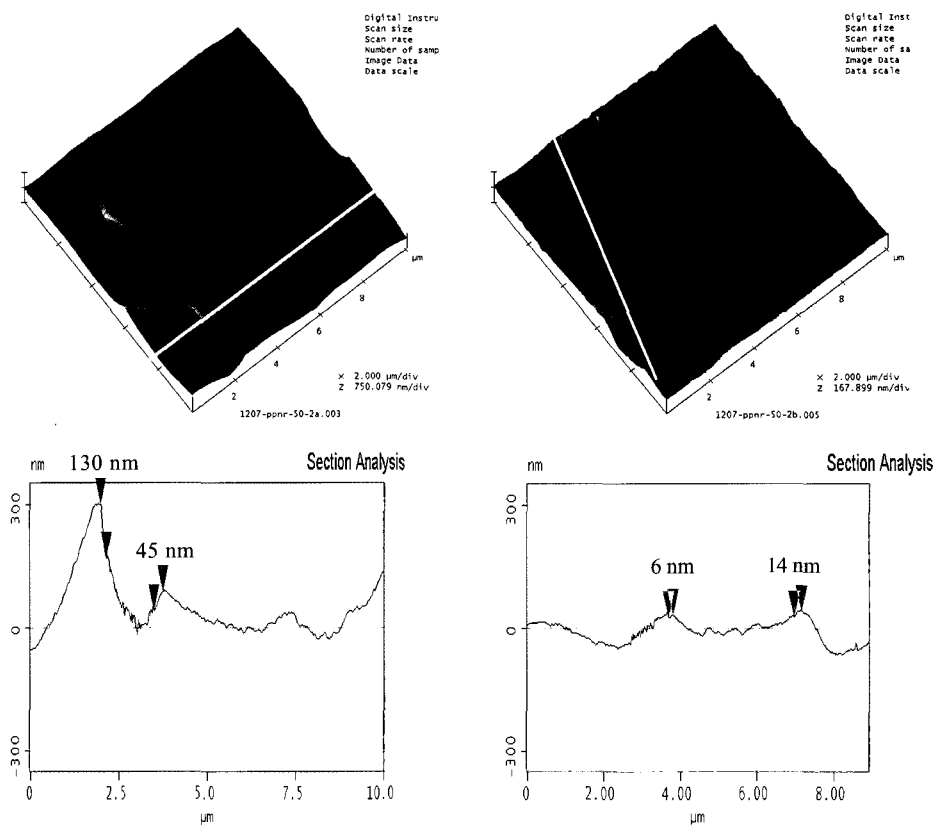 Digital Instru
Scan size
Scan rate
Number of samp
Image Data
Data scale
μm
8
6
4
2
X 2.000 μm/div
Z 750.079 nm/div
1207-ppnr-50-2a.003
Digital Inst
Scan size
Scan rate
Number of sa
Image Data
Data scale
μm
8
6
4
2
X 2.000 μm/div
Z 167.899 nm/div
1207-ppnr-50-2b.005
nm 130 nm Section Analysis
45 nm
300
0
-300
0 2.5 5.0 7.5 10.0
μm
nm Section Analysis
6 nm 14 nm
300
0
-300
0 2.00 4.00 6.00 8.00
μm